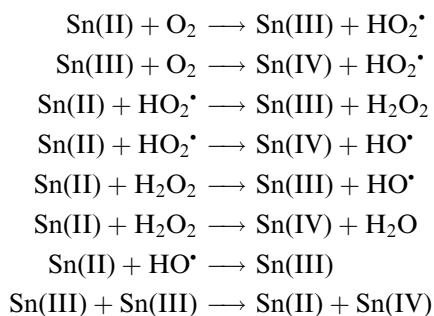 Sn(II) + O₂ ⟶ Sn(III) + HO₂•
Sn(III) + O₂ ⟶ Sn(IV) + HO₂•
Sn(II) + HO₂• ⟶ Sn(III) + H₂O₂
Sn(II) + HO₂• ⟶ Sn(IV) + HO•
Sn(II) + H₂O₂ ⟶ Sn(III) + HO•
Sn(II) + H₂O₂ ⟶ Sn(IV) + H₂O
Sn(II) + HO• ⟶ Sn(III)
Sn(III) + Sn(III) ⟶ Sn(II) + Sn(IV)